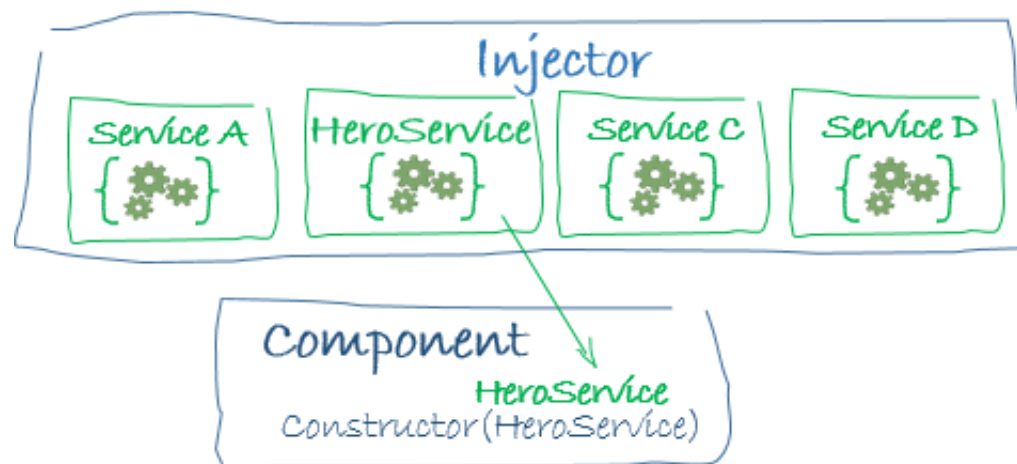 Injector
Service A HeroService Service C Service D
Component
HeroService
Constructor(HeroService)